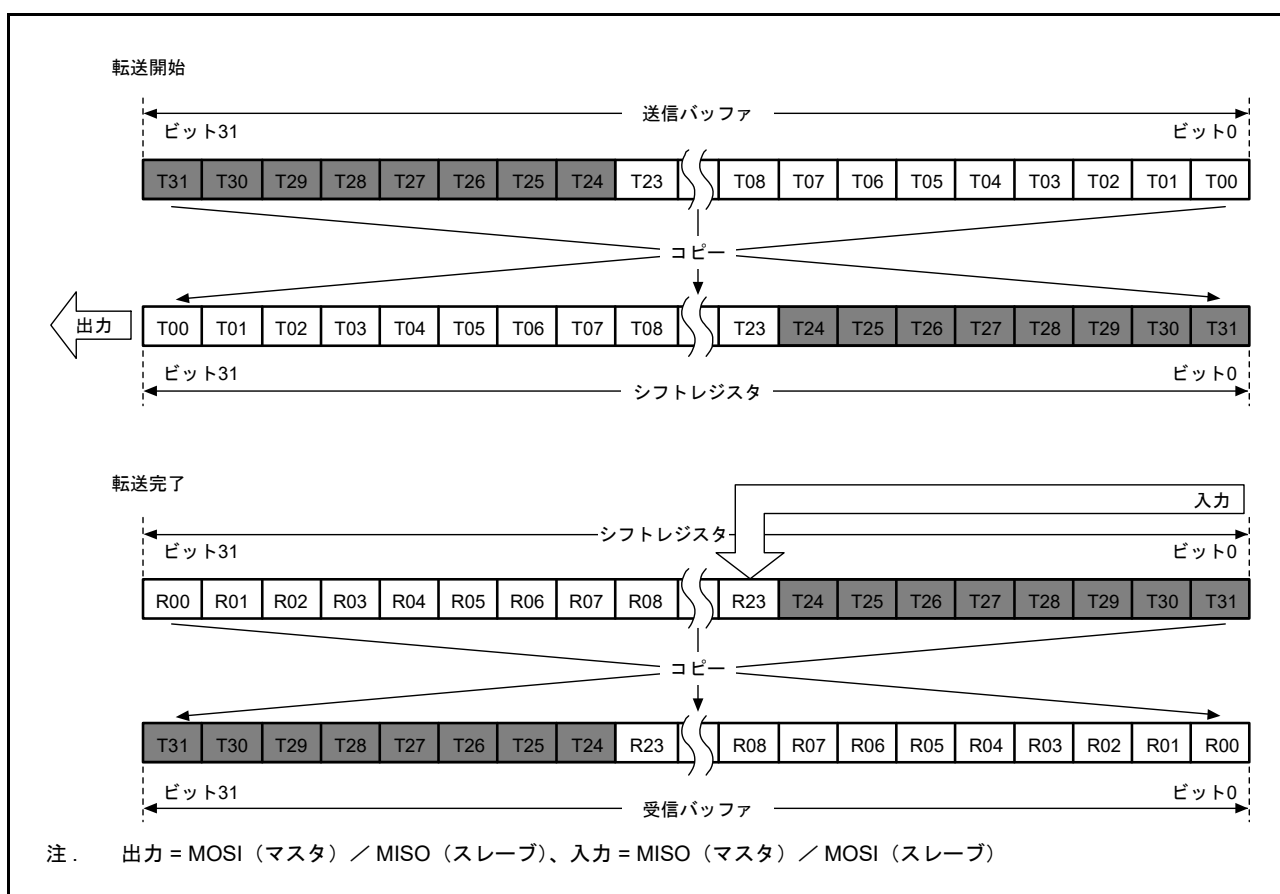 転送開始
送信バッファ
ビット31 ビット0
T31 T30 T29 T28 T27 T26 T25 T24 T23 T08 T07 T06 T05 T04 T03 T02 T01 T00
コピー
出力 T00 T01 T02 T03 T04 T05 T06 T07 T08 T23 T24 T25 T26 T27 T28 T29 T30 T31
ビット31 ビット0
シフトレジスタ
転送完了
入力
シフトレジスタ
ビット31 ビット0
R00 R01 R02 R03 R04 R05 R06 R07 R08 R23 T24 T25 T26 T27 T28 T29 T30 T31
コピー
T31 T30 T29 T28 T27 T26 T25 T24 R23 R08 R07 R06 R05 R04 R03 R02 R01 R00
ビット31 ビット0
受信バッファ
注. 出力 = MOSI(マスタ)/ MISO(スレーブ)、入力 = MISO(マスタ)/ MOSI(スレーブ)